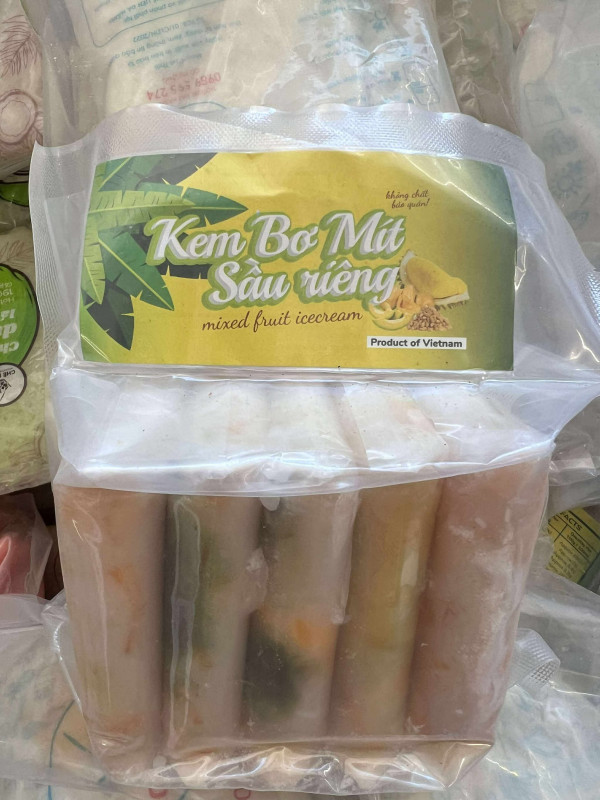 không chất
bảo quản!
Kem Bơ Mít
Sầu riêng
mixed fruit icecream
Product of Vietnam